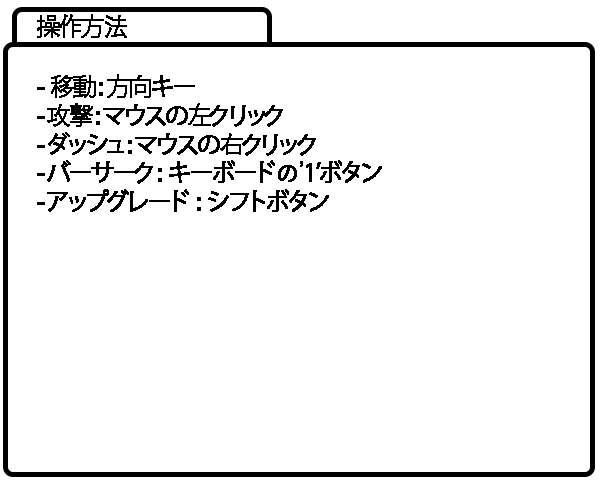 操作方法
- 移動: 方向キー
-攻撃:マウスの左クリック
-ダッシュ:マウスの右クリック
-バーサーク: キーボードの'1'ボタン
-アップグレード : シフトボタン